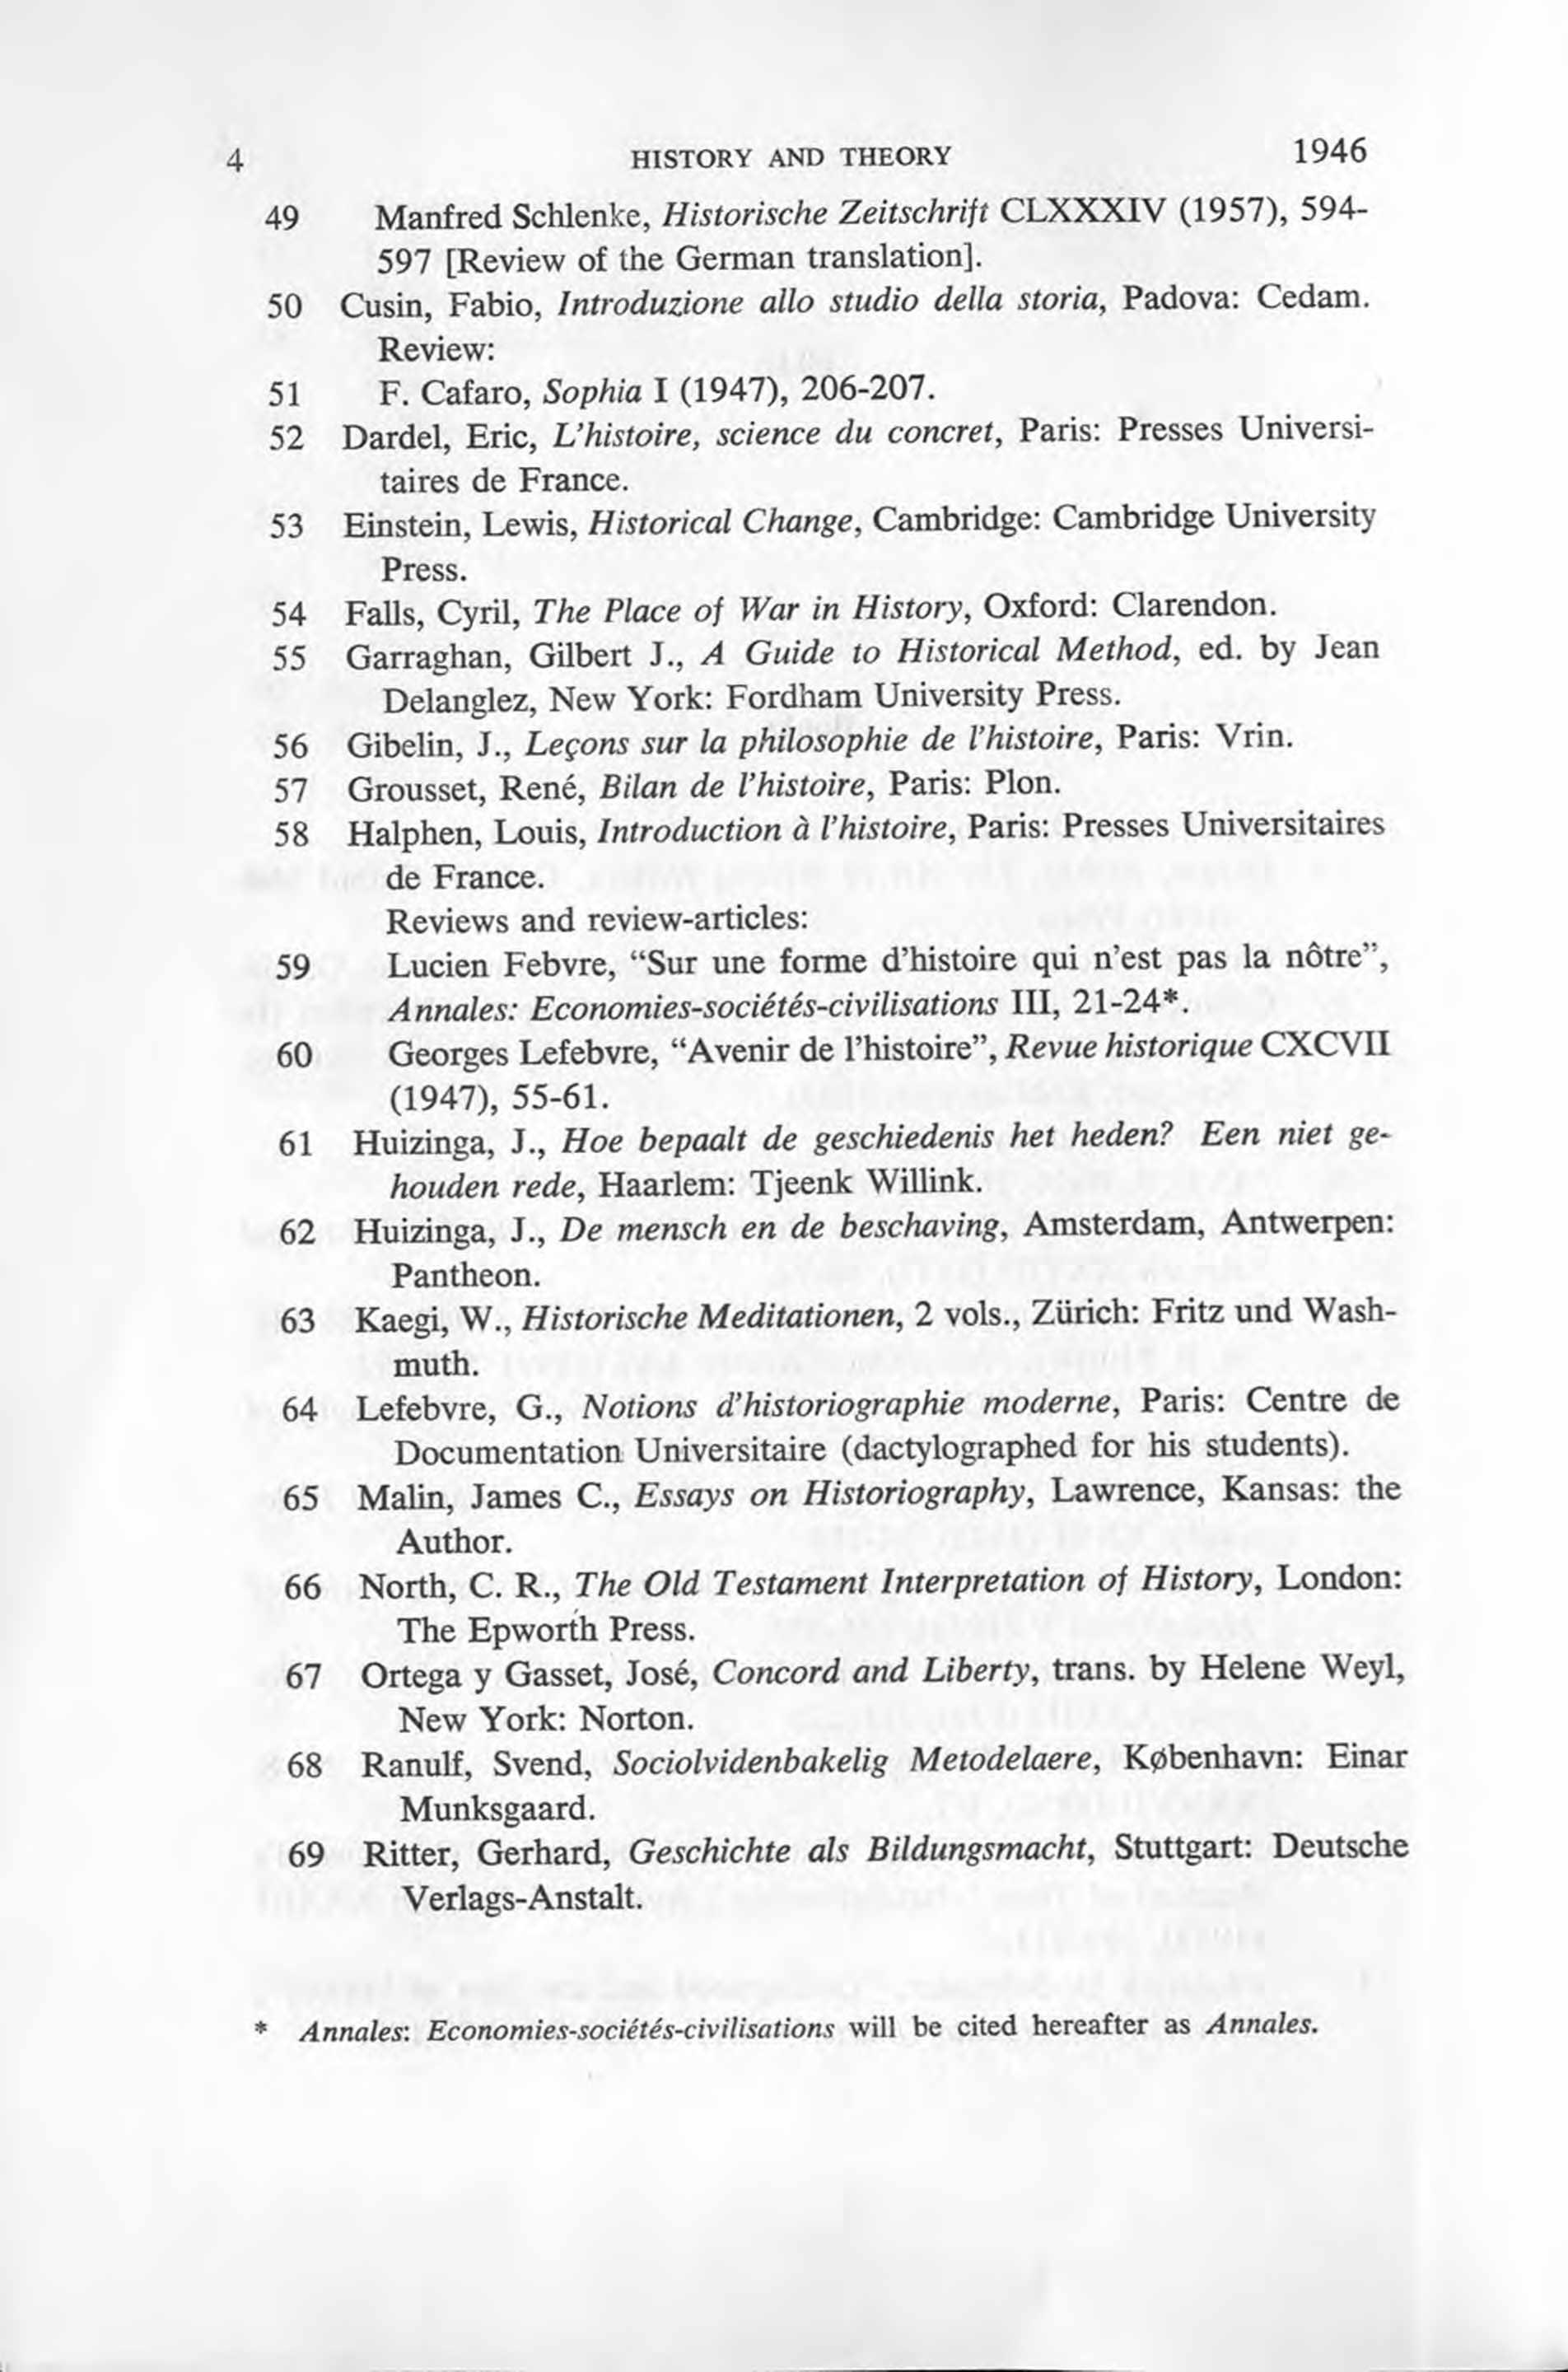 4 HISTORY AND THEORY 1946
49 Manfred Schlenke, Historische Zeitschrift CLXXXIV (1957), 594-
597 [Review of the German translation].
50 Cusin, Fabio, Introduzione allo studio della storia, Padova: Cedam.
Review:
51 F. Cafaro, Sophia I (1947), 206-207.
52 Dardel, Eric, L’histoire, science du concret, Paris: Presses Universi-
taires de France.
53 Einstein, Lewis, Historical Change, Cambridge: Cambridge University
Press.
54 Falls, Cyril, The Place of War in History, Oxford: Clarendon.
55 Garraghan, Gilbert J., A Guide to Historical Method, ed. by Jean
Delanglez, New York: Fordham University Press.
56 Gibelin, J., Leçons sur la philosophie de l’histoire, Paris: Vrin.
57 Grousset, René, Bilan de l’histoire, Paris: Plon.
58 Halphen, Louis, Introduction à l’histoire, Paris: Presses Universitaires
de France.
Reviews and review-articles:
59 Lucien Febvre, “Sur une forme d’histoire qui n’est pas la nôtre”,
Annales: Economies-sociétés-civilisations III, 21-24*.
60 Georges Lefebvre, “Avenir de l’histoire”, Revue historique CXCVII
(1947), 55-61.
61 Huizinga, J., Hoe bepaalt de geschiedenis het heden? Een niet ge-
houden rede, Haarlem: Tjeenk Willink.
62 Huizinga, J., De mensch en de beschaving, Amsterdam, Antwerpen:
Pantheon.
63 Kaegi, W., Historische Meditationen, 2 vols., Zürich: Fritz und Wash-
muth.
64 Lefebvre, G., Notions d’historiographie moderne, Paris: Centre de
Documentation Universitaire (dactylographed for his students).
65 Malin, James C., Essays on Historiography, Lawrence, Kansas: the
Author.
66 North, C. R., The Old Testament Interpretation of History, London:
The Epworth Press.
67 Ortega y Gasset, José, Concord and Liberty, trans. by Helene Weyl,
New York: Norton.
68 Ranulf, Svend, Sociolvidenbakelig Metodelaere, København: Einar
Munksgaard.
69 Ritter, Gerhard, Geschichte als Bildungsmacht, Stuttgart: Deutsche
Verlags-Anstalt.
* Annales: Economies-sociétés-civilisations will be cited hereafter as Annales.